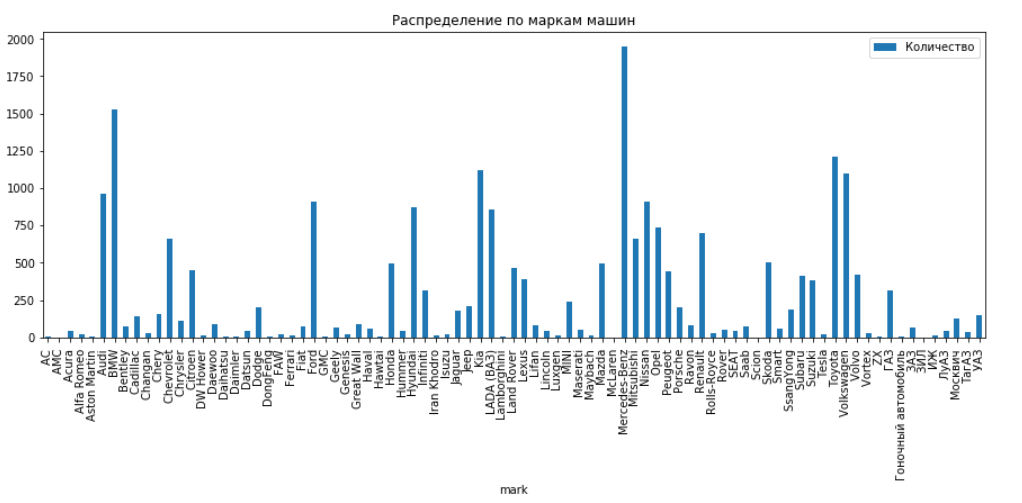 Распределение по маркам машин
Количество
2000
1750
1500
1250
1000
750
500
250
0
AC
AMC
Acura
Alfa Romeo
Aston Martin
Audi
BMW
Bentley
Cadillac
Changan
Chery
Chevrolet
Chrysler
Citroen
DW Hower
Daewoo
Daihatsu
Daimler
Datsun
Dodge
DongFeng
FAW
Ferrari
Fiat
Ford
GMC
Geely
Genesis
Great Wall
Haval
Hawtai
Honda
Hummer
Hyundai
Infiniti
Iran Khodro
Isuzu
Jaguar
Jeep
Kia
LADA (ВАЗ)
Lamborghini
Land Rover
Lexus
Lifan
Lincoln
Luxgen
MINI
Maserati
Maybach
Mazda
McLaren
Mercedes-Benz
Mitsubishi
Nissan
Opel
Peugeot
Porsche
Ravon
Renault
Rolls-Royce
Rover
SEAT
Saab
Scion
Skoda
Smart
SsangYong
Subaru
Suzuki
Tesla
Toyota
Volkswagen
Volvo
Vortex
ZX
ГАЗ
Гоночный автомобиль
ЗАЗ
ЗИЛ
ИЖ
ЛуАЗ
Москвич
ТагАЗ
УАЗ
mark